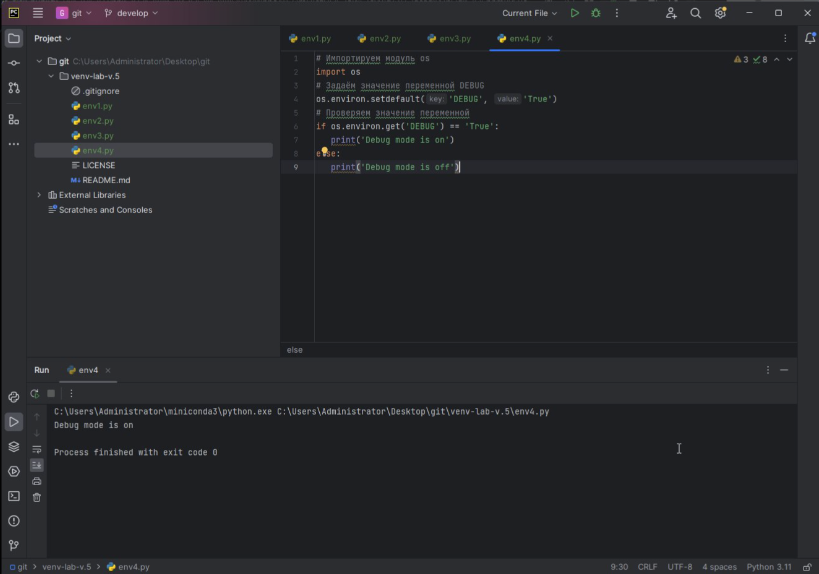 PC G git develop Current File
Project
env1.py env2.py env3.py env4.py
git C:\Users\Administrator\Desktop\git
venv-lab-v.5
.gitignore
env1.py
env2.py
env3.py
env4.py
LICENSE
M↓ README.md
External Libraries
Scratches and Consoles
3 8
1 # Импортируем модуль os
2 import os
3 # Задаём значение переменной DEBUG
4 os.environ.setdefault( key: 'DEBUG', value: 'True')
5 # Проверяем значение переменной
6 if os.environ.get('DEBUG') == 'True':
7 print('Debug mode is on')
8 else:
9 print('Debug mode is off')
else
Run env4
C:\Users\Administrator\miniconda3\python.exe C:\Users\Administrator\Desktop\git\venv-lab-v.5\env4.py
Debug mode is on
Process finished with exit code 0
git > venv-lab-v.5 > env4.py 9:30 CRLF UTF-8 4 spaces Python 3.11